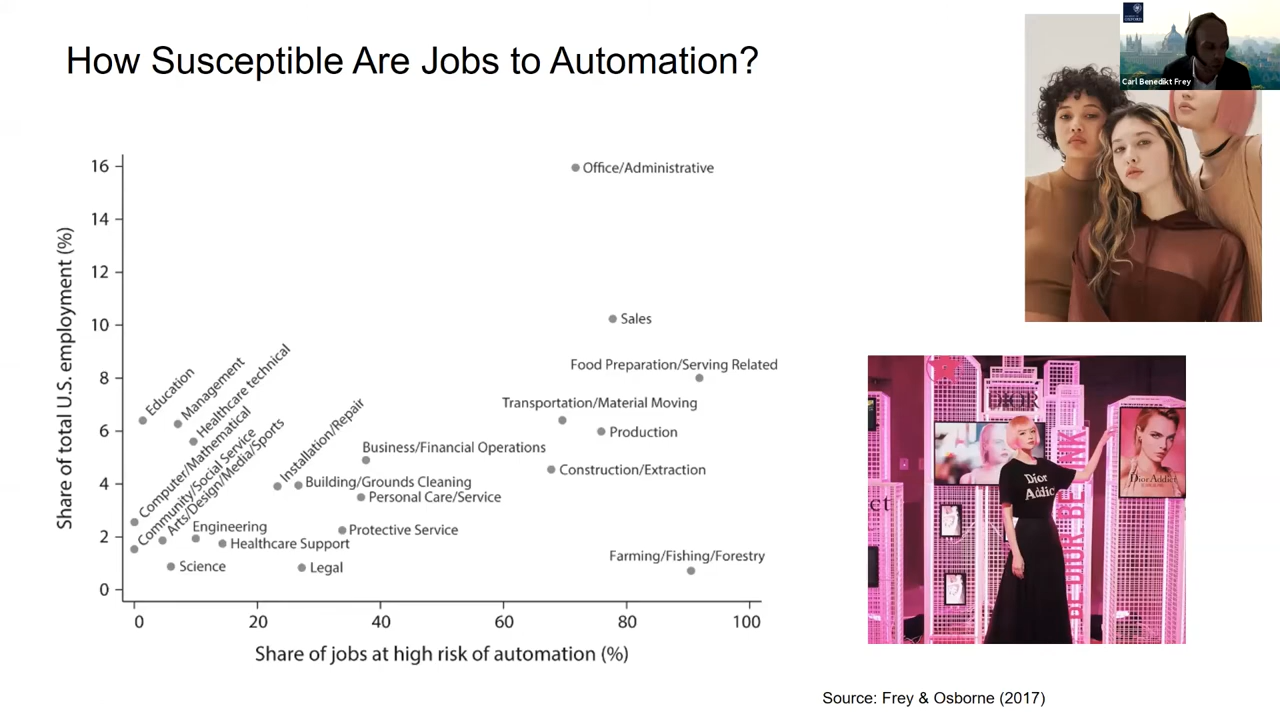 How Susceptible Are Jobs to Automation?
OXFORD
Carl Benedikt Frey
Share of total U.S. employment (%)
16
14
12
10
8
6
4
2
0
Office/Administrative
Sales
Food Preparation/Serving Related
Transportation/Material Moving
Production
Construction/Extraction
Farming/Fishing/Forestry
Education
Management
Healthcare technical
Computer/Mathematical
Community/Social Service
Arts/Design/Media/Sports
Installation/Repair
Business/Financial Operations
Building/Grounds Cleaning
Personal Care/Service
Engineering
Healthcare Support
Protective Service
Science
Legal
0 20 40 60 80 100
Share of jobs at high risk of automation (%)
DIOR
Dior
Addic
Dior Addict
ct
Source: Frey & Osborne (2017)